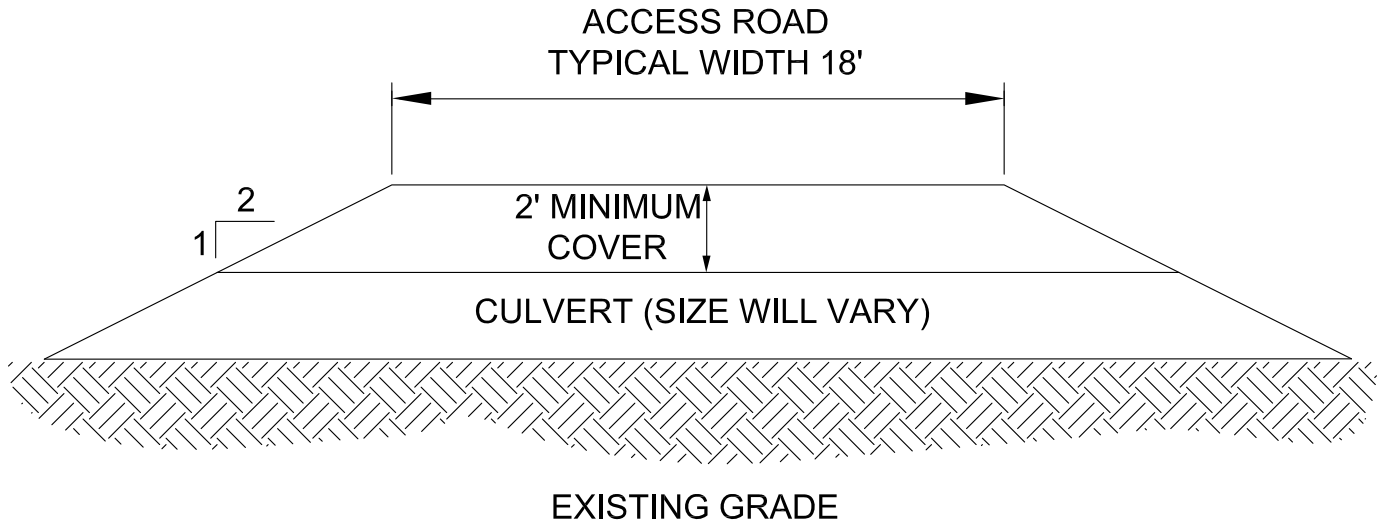 ACCESS ROAD
TYPICAL WIDTH 18'
2
1
2' MINIMUM
COVER
CULVERT (SIZE WILL VARY)
EXISTING GRADE